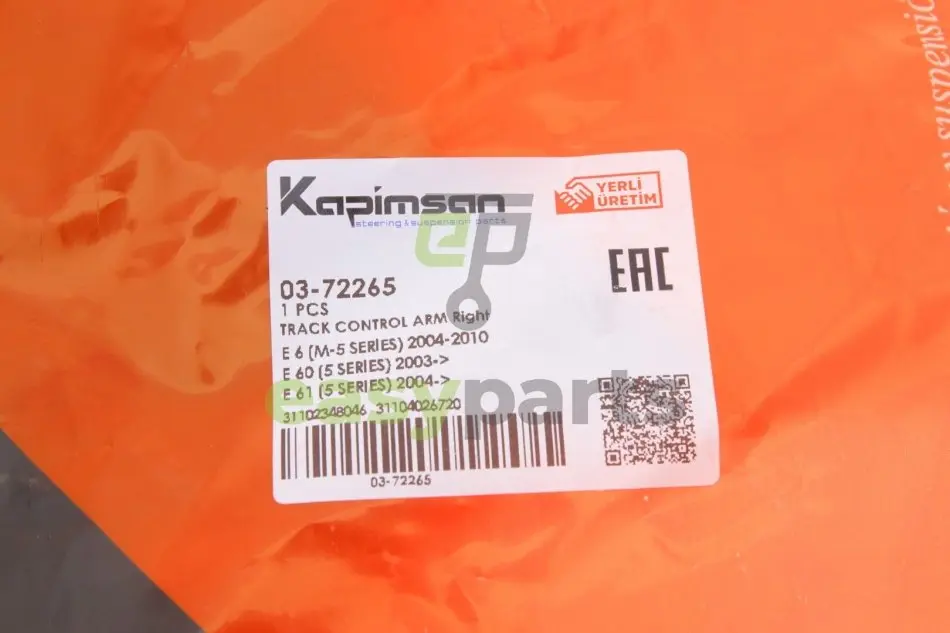 Kapimsan
steering & suspension parts
YERLİ
ÜRETİM
EAC
03-72265
1 PCS
TRACK CONTROL ARM Right
E 6 (M-5 SERIES) 2004-2010
E 60 (5 SERIES) 2003->
E 61 (5 SERIES) 2004->
31102348046 31104026720
03-72265
easyparts
suspension